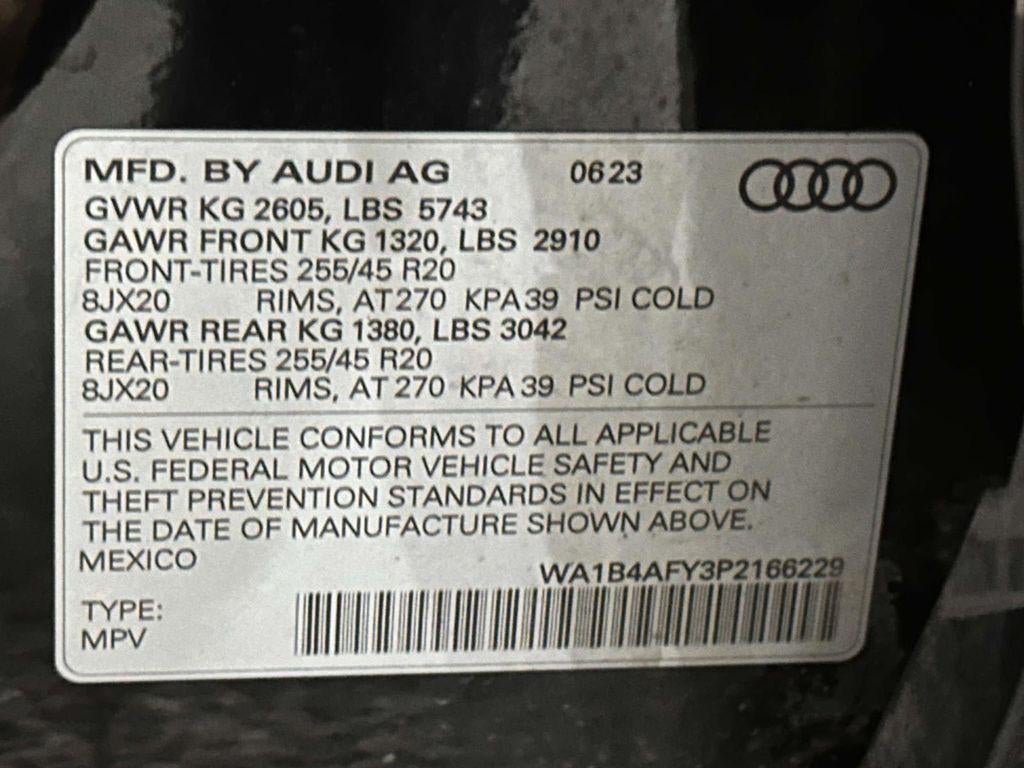 MFD. BY AUDI AG 0623
GVWR KG 2605, LBS 5743
GAWR FRONT KG 1320, LBS 2910
FRONT-TIRES 255/45 R20
8JX20 RIMS, AT 270 KPA 39 PSI COLD
GAWR REAR KG 1380, LBS 3042
REAR-TIRES 255/45 R20
8JX20 RIMS, AT 270 KPA 39 PSI COLD
THIS VEHICLE CONFORMS TO ALL APPLICABLE
U.S. FEDERAL MOTOR VEHICLE SAFETY AND
THEFT PREVENTION STANDARDS IN EFFECT ON
THE DATE OF MANUFACTURE SHOWN ABOVE.
MEXICO
WA1B4AFY3P2166229
TYPE:
MPV